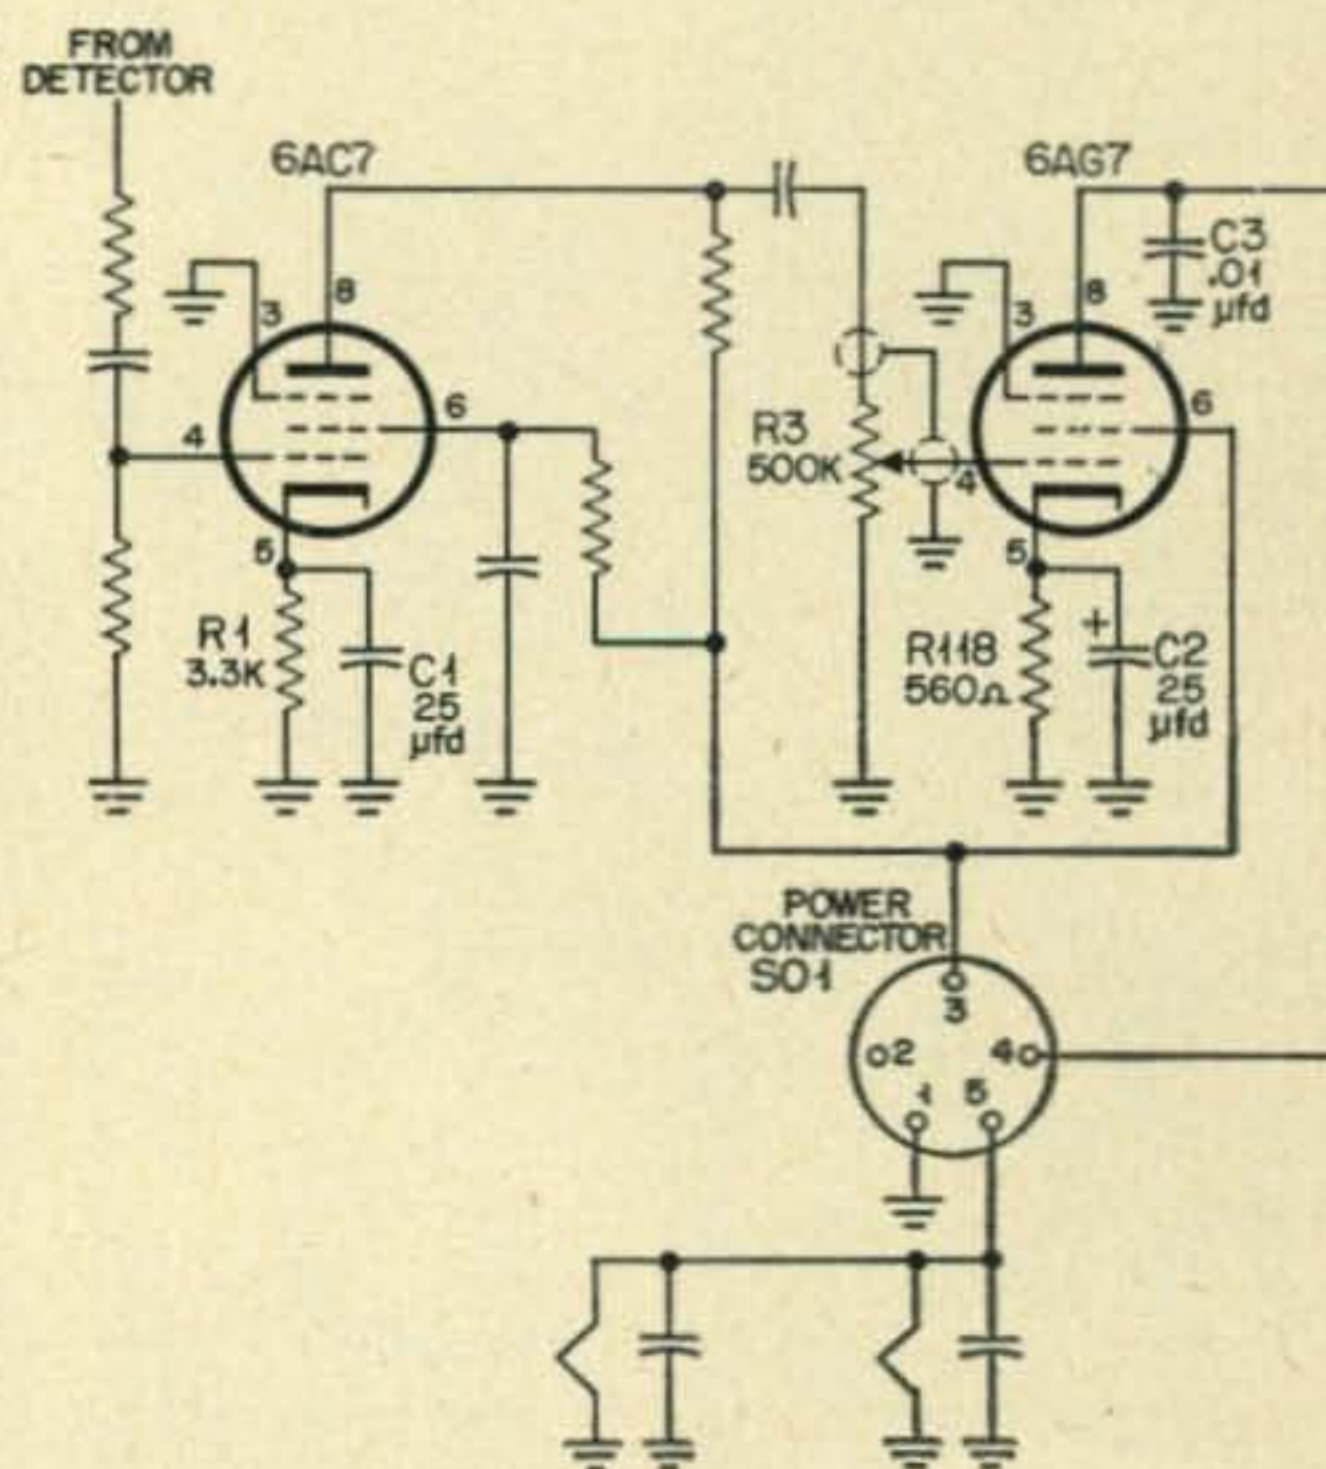 FROM
DETECTOR
6AC7
6AG7
3
8
4
6
5
R1
3.3K
C1
25
µfd
R3
500K
3
8
4
6
5
C3
.01
µfd
R118
560Ω
+
C2
25
µfd
POWER
CONNECTOR
SO1
3
2
4
1
5